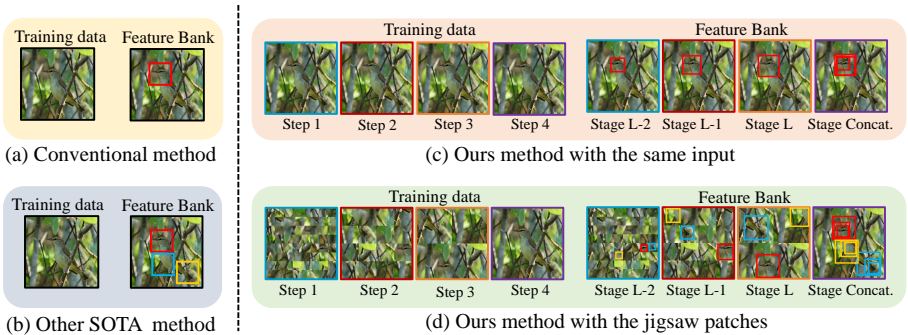 Training data Feature Bank
(a) Conventional method
Training data Feature Bank
(b) Other SOTA method
Training data Feature Bank
Step 1 Step 2 Step 3 Step 4 Stage L-2 Stage L-1 Stage L Stage Concat.
(c) Ours method with the same input
Training data Feature Bank
Step 1 Step 2 Step 3 Step 4 Stage L-2 Stage L-1 Stage L Stage Concat.
(d) Ours method with the jigsaw patches